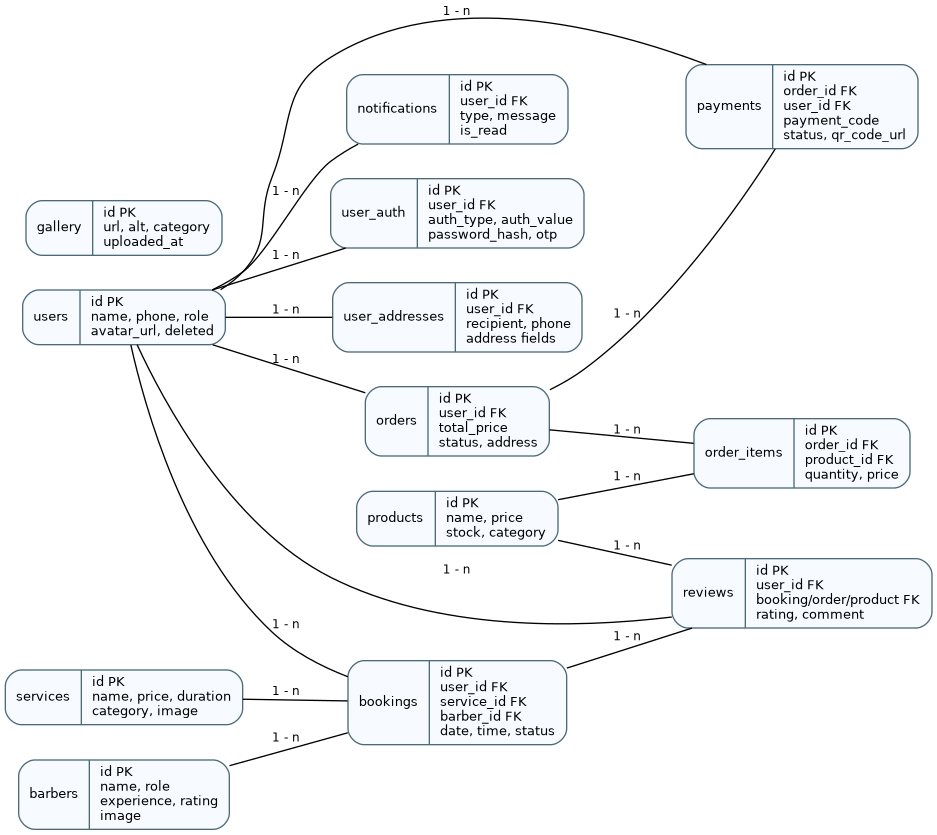 1 - n
payments
id PK
order_id FK
user_id FK
payment_code
status, qr_code_url
notifications
id PK
user_id FK
type, message
is_read
1 - n
user_auth
id PK
user_id FK
auth_type, auth_value
password_hash, otp
1 - n
gallery
id PK
url, alt, category
uploaded_at
users
id PK
name, phone, role
avatar_url, deleted
1 - n
user_addresses
id PK
user_id FK
recipient, phone
address fields
1 - n
1 - n
orders
id PK
user_id FK
total_price
status, address
1 - n
order_items
id PK
order_id FK
product_id FK
quantity, price
1 - n
products
id PK
name, price
stock, category
1 - n
reviews
id PK
user_id FK
booking/order/product FK
rating, comment
1 - n
1 - n
1 - n
services
id PK
name, price, duration
category, image
1 - n
bookings
id PK
user_id FK
service_id FK
barber_id FK
date, time, status
1 - n
barbers
id PK
name, role
experience, rating
image